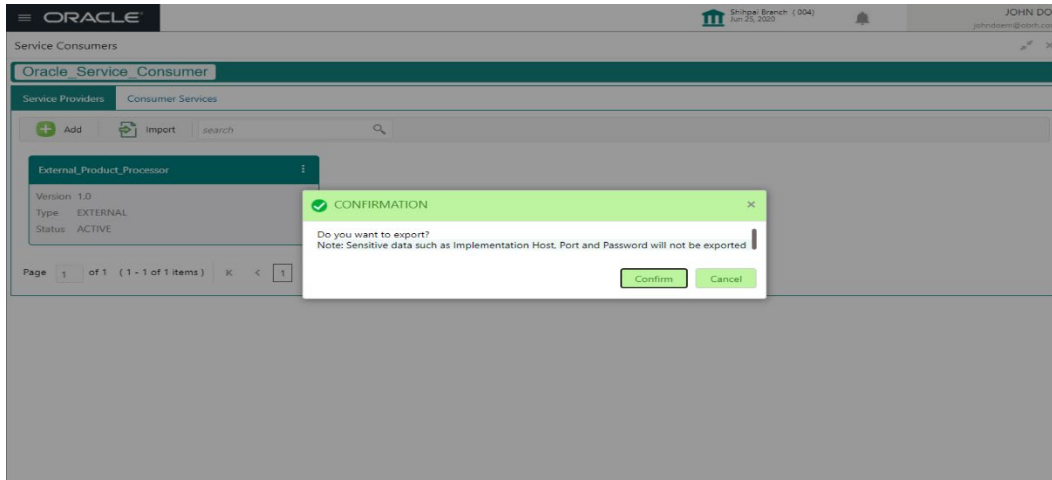 ORACLE
Shihpai Branch (004)
Jun 25, 2020
JOHN DO
Service Consumers
Oracle_Service_Consumer
Service Providers Consumer Services
Add Import search
External_Product_Processor
Version 1.0
Type EXTERNAL
Status ACTIVE
CONFIRMATION
Do you want to export?
Note: Sensitive data such as Implementation Host, Port and Password will not be exported
Confirm Cancel
Page 1 of 1 (1 - 1 of 1 items) K < 1